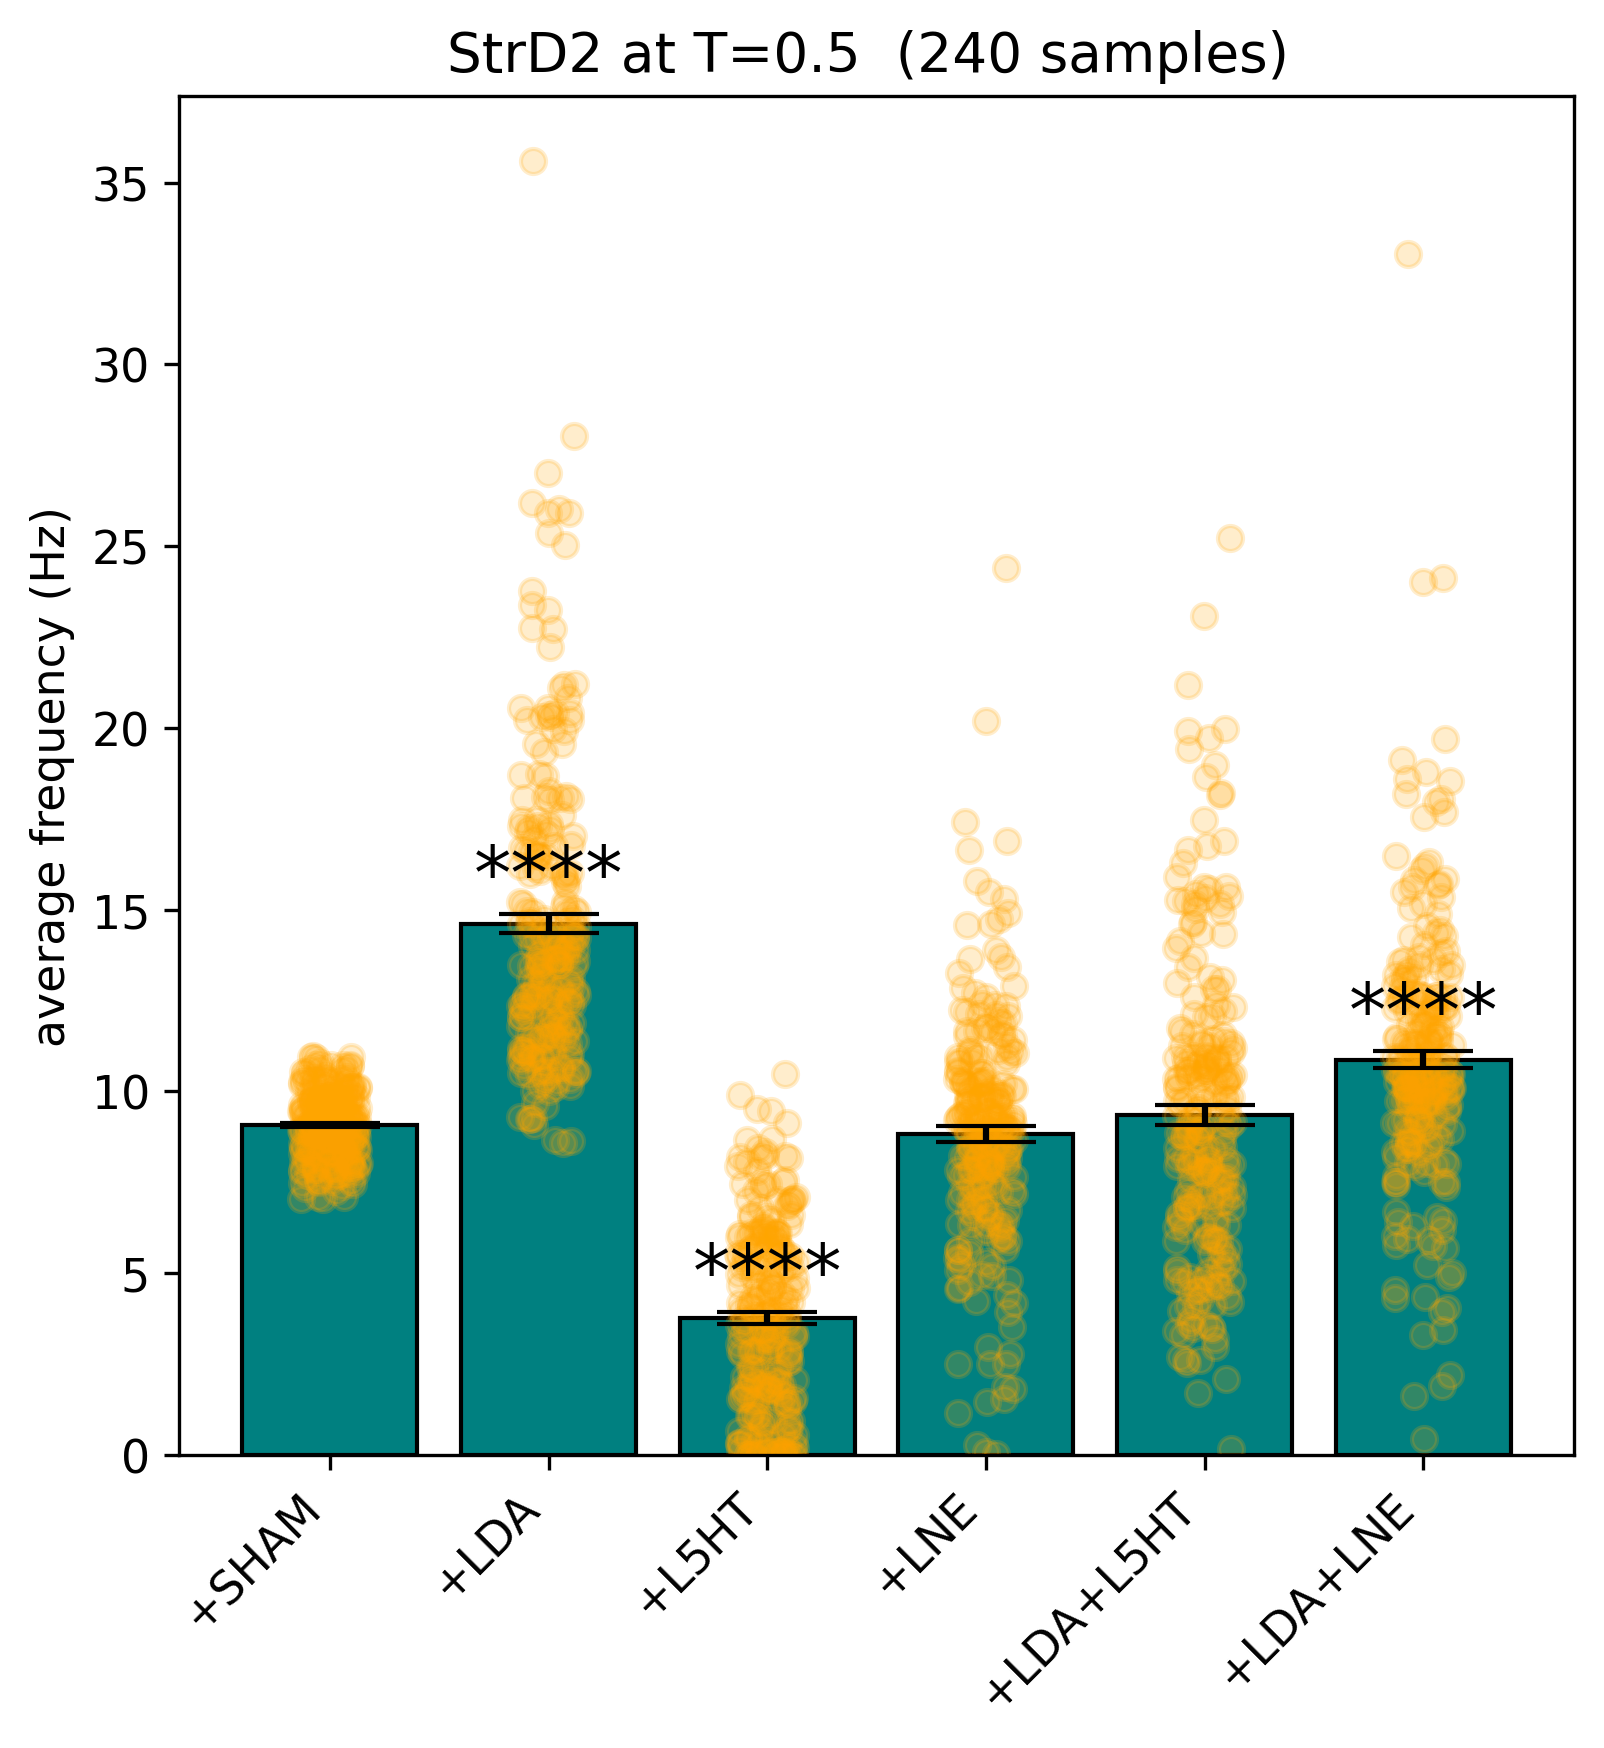 StrD2 at T=0.5  (240 samples)
average frequency (Hz)
35
30
25
20
15
10
5
0
****
****
****
+SHAM
+LDA
+L5HT
+LNE
+LDA+L5HT
+LDA+LNE